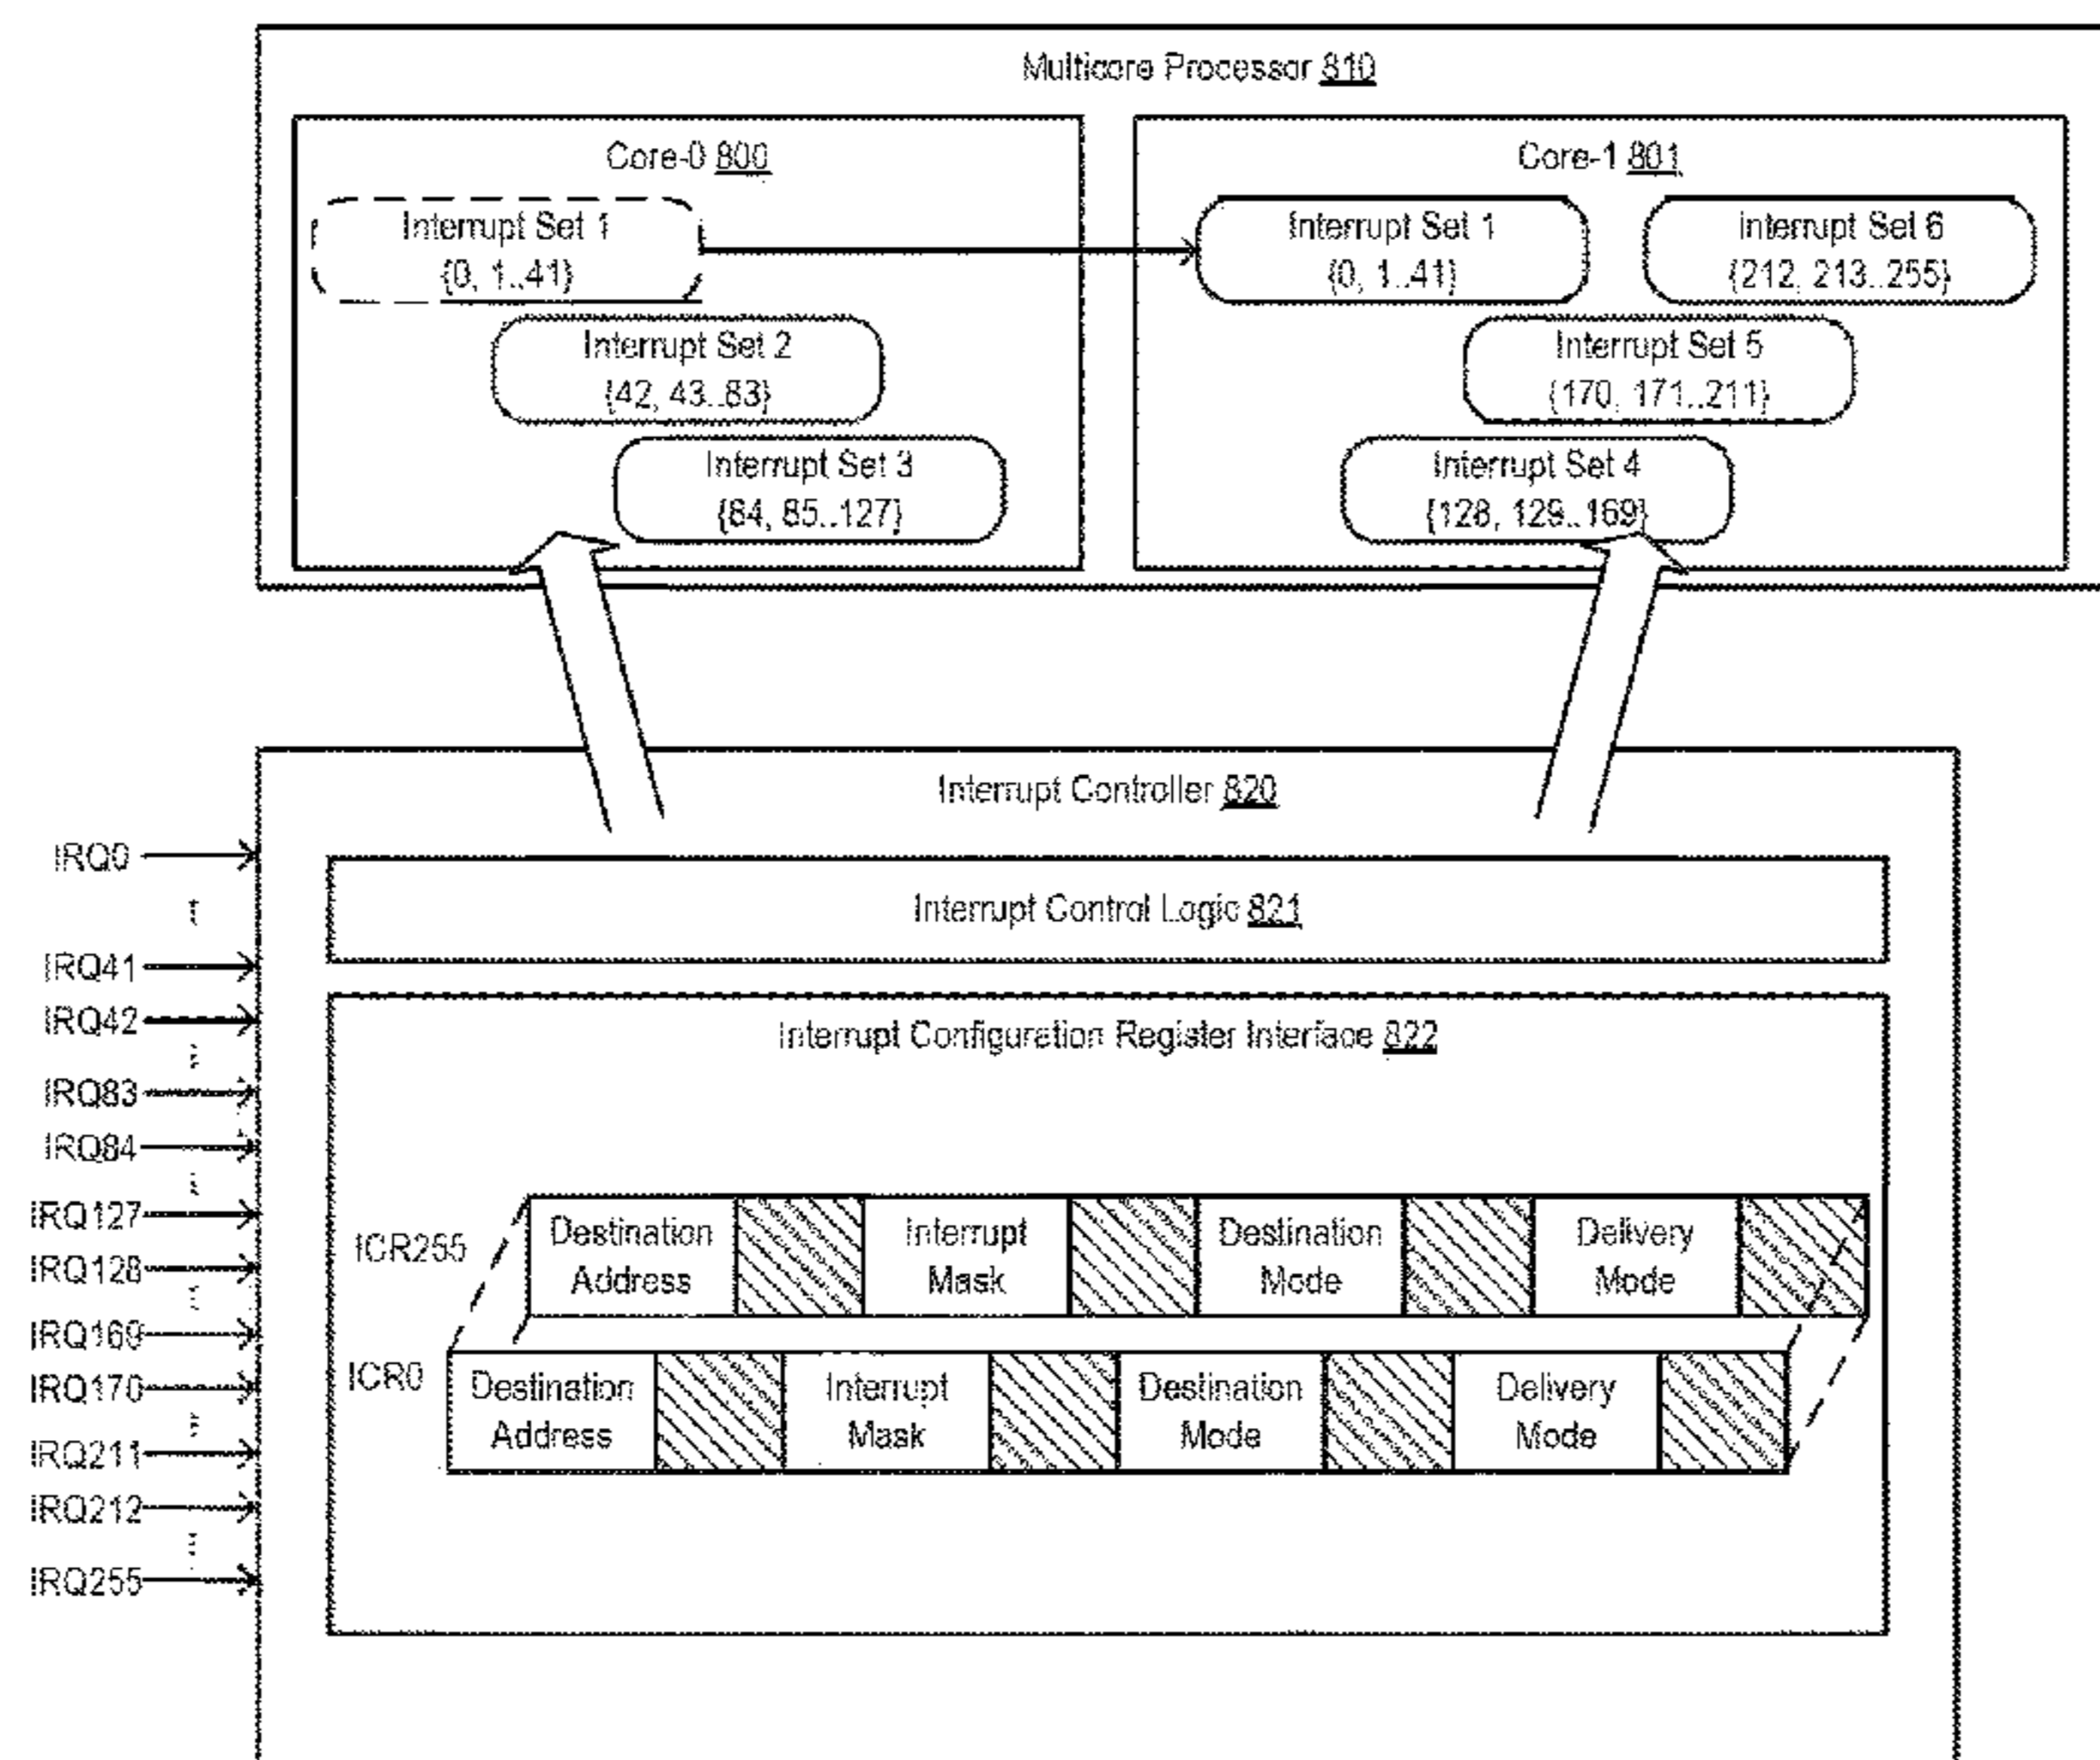 Multicore Processor 810
Core-0 800
Interrupt Set 1
{0, 1..41}
Interrupt Set 2
{42, 43..83}
Interrupt Set 3
{84, 85..127}
Core-1 801
Interrupt Set 1
{0, 1..41}
Interrupt Set 6
{212, 213..255}
Interrupt Set 5
{170, 171..211}
Interrupt Set 4
{128, 129..169}
Interrupt Controller 820
Interrupt Control Logic 821
Interrupt Configuration Register Interface 822
IRQ0
IRQ41
IRQ42
IRQ83
IRQ84
IRQ127
IRQ128
IRQ169
IRQ170
IRQ211
IRQ212
IRQ255
ICR255
Destination
Address
Interrupt
Mask
Destination
Mode
Delivery
Mode
ICR0
Destination
Address
Interrupt
Mask
Destination
Mode
Delivery
Mode